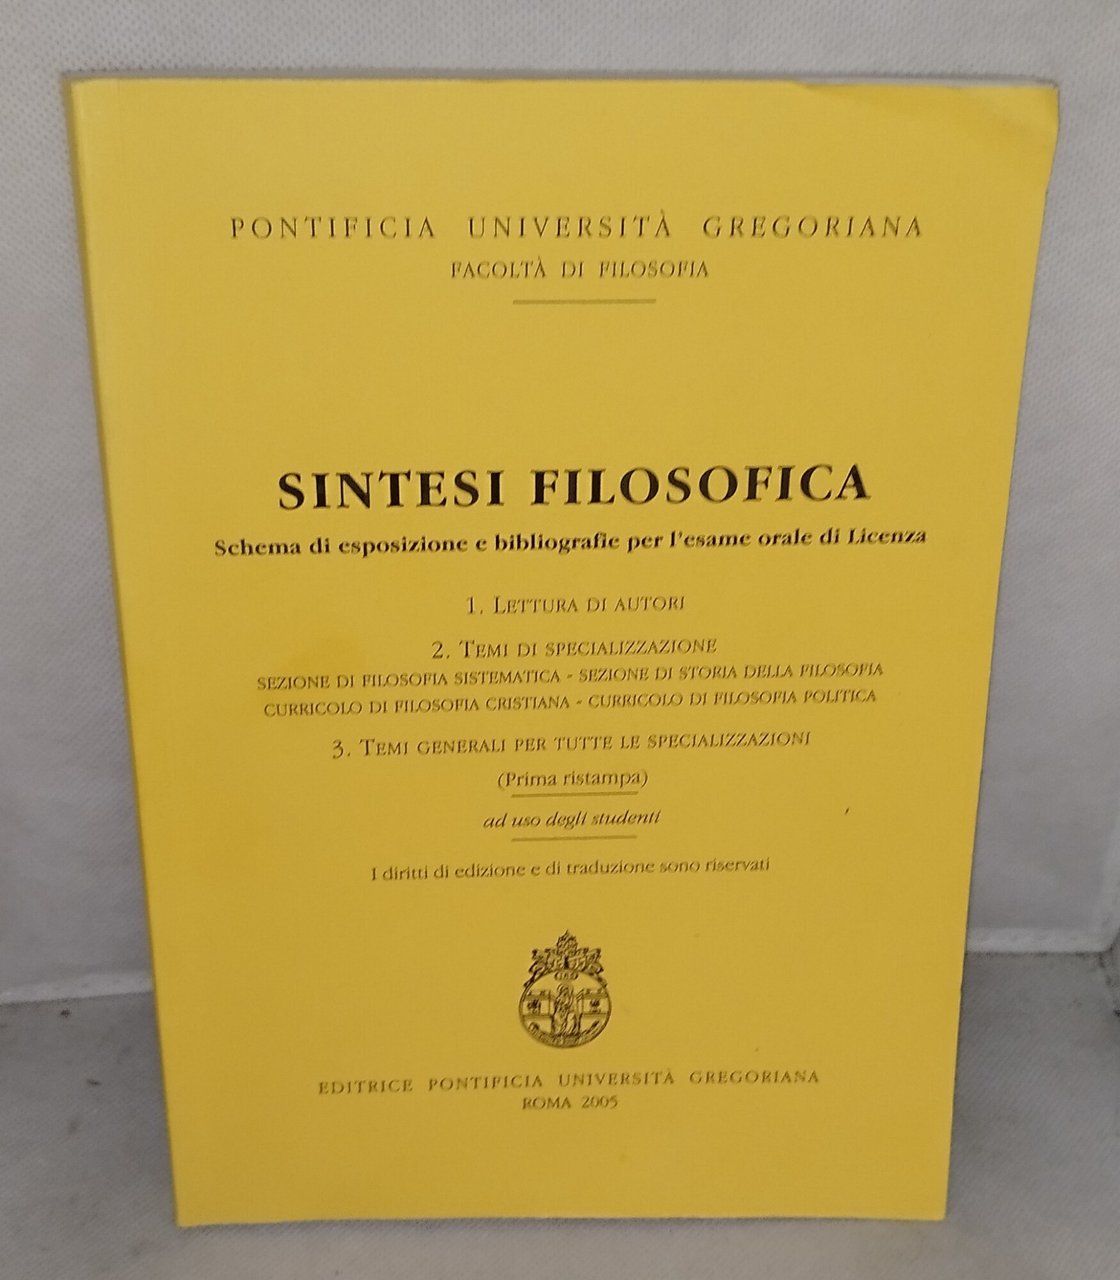 PONTIFICIA UNIVERSITÀ GREGORIANA
FACOLTÀ DI FILOSOFIA
SINTESI FILOSOFICA
Schema di esposizione e bibliografie per l'esame orale di Licenza
1. LETTURA DI AUTORI
2. TEMI DI SPECIALIZZAZIONE
SEZIONE DI FILOSOFIA SISTEMATICA - SEZIONE DI STORIA DELLA FILOSOFIA
CURRICOLO DI FILOSOFIA CRISTIANA - CURRICOLO DI FILOSOFIA POLITICA
3. TEMI GENERALI PER TUTTE LE SPECIALIZZAZIONI
(Prima ristampa)
ad uso degli studenti
I diritti di edizione e di traduzione sono riservati
EDITRICE PONTIFICIA UNIVERSITÀ GREGORIANA
ROMA 2005